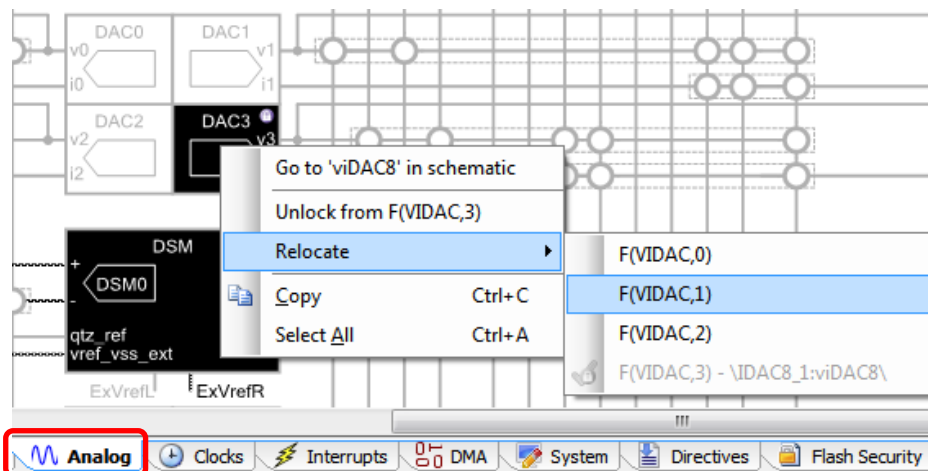 DAC0 DAC1
v0 v1
i0 i1
DAC2 DAC3
v2 v3
i2
Go to 'viDAC8' in schematic
Unlock from F(VIDAC,3)
Relocate
Copy Ctrl+C
Select All Ctrl+A
F(VIDAC,0)
F(VIDAC,1)
F(VIDAC,2)
F(VIDAC,3) - \IDAC8_1:viDAC8\
DSM
+
DSM0
-
qtz_ref
vref_vss_ext
ExVrefL ExVrefR
Analog Clocks Interrupts DMA System Directives Flash Security